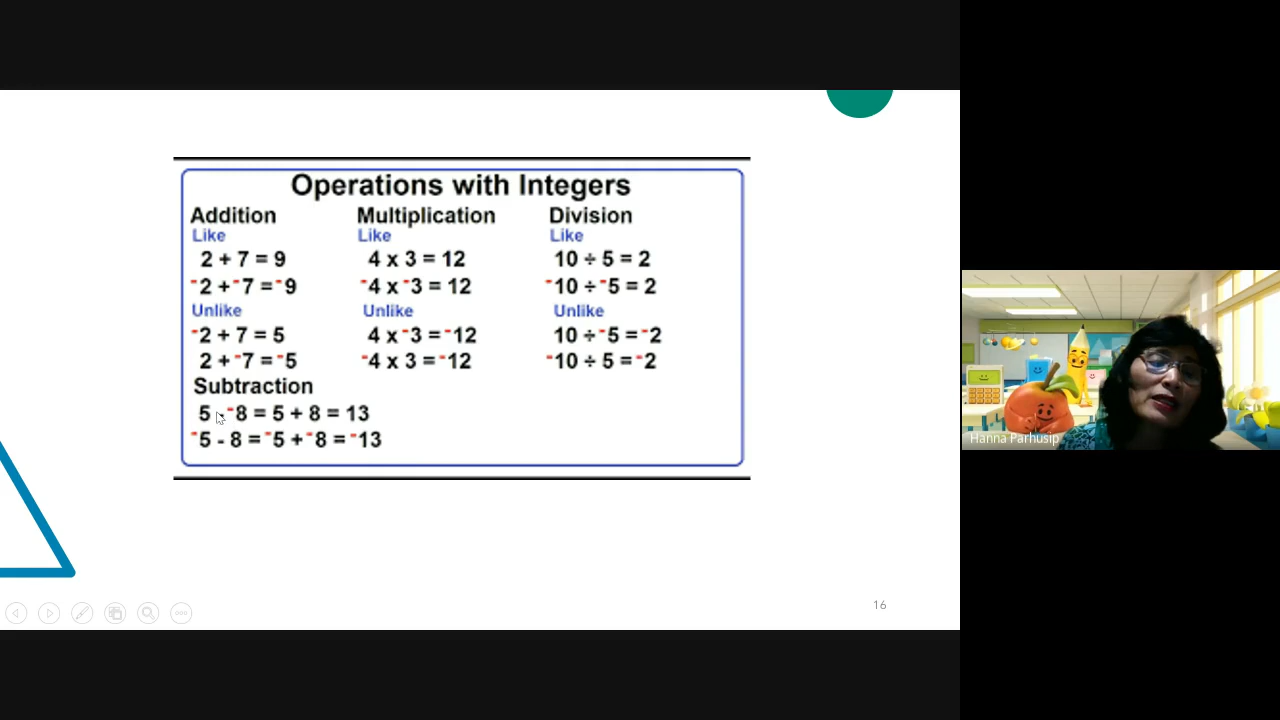 Operations with Integers
Addition Multiplication Division
Like Like Like
2 + 7 = 9 4 x 3 = 12 10 ÷ 5 = 2
-2 + -7 = -9 -4 x -3 = 12 -10 ÷ -5 = 2
Unlike Unlike Unlike
-2 + 7 = 5 4 x -3 = -12 10 ÷ -5 = -2
2 + -7 = -5 -4 x 3 = -12 -10 ÷ 5 = -2
Subtraction
5 - -8 = 5 + 8 = 13
-5 - 8 = -5 + -8 = -13
16
Hanna Parhusip